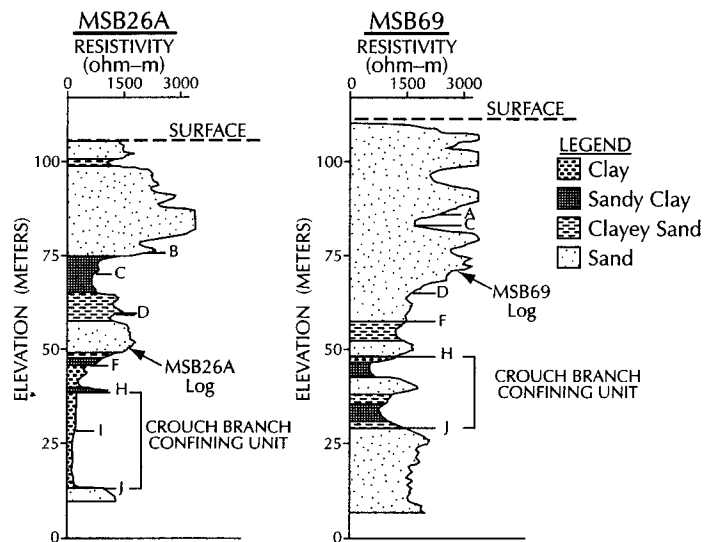 MSB26A
RESISTIVITY
(ohm–m)
0 1500 3000
SURFACE
100
75
50
25
0
ELEVATION (METERS)
B
C
D
F
H
I
J
MSB26A
Log
CROUCH BRANCH
CONFINING UNIT
MSB69
RESISTIVITY
(ohm–m)
0 1500 3000
SURFACE
100
75
50
25
0
ELEVATION (METERS)
A
C
D
F
H
J
MSB69
Log
CROUCH BRANCH
CONFINING UNIT
LEGEND
Clay
Sandy Clay
Clayey Sand
Sand